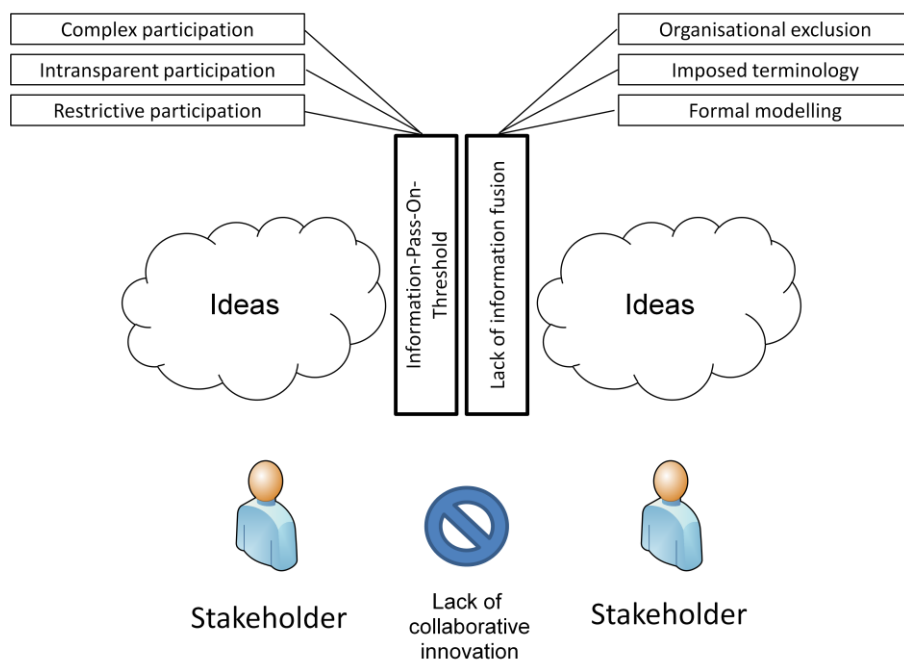 Complex participation
Intransparent participation
Restrictive participation
Organisational exclusion
Imposed terminology
Formal modelling
Information-Pass-On-
Threshold
Lack of information fusion
Ideas
Ideas
Stakeholder
Lack of
collaborative
innovation
Stakeholder